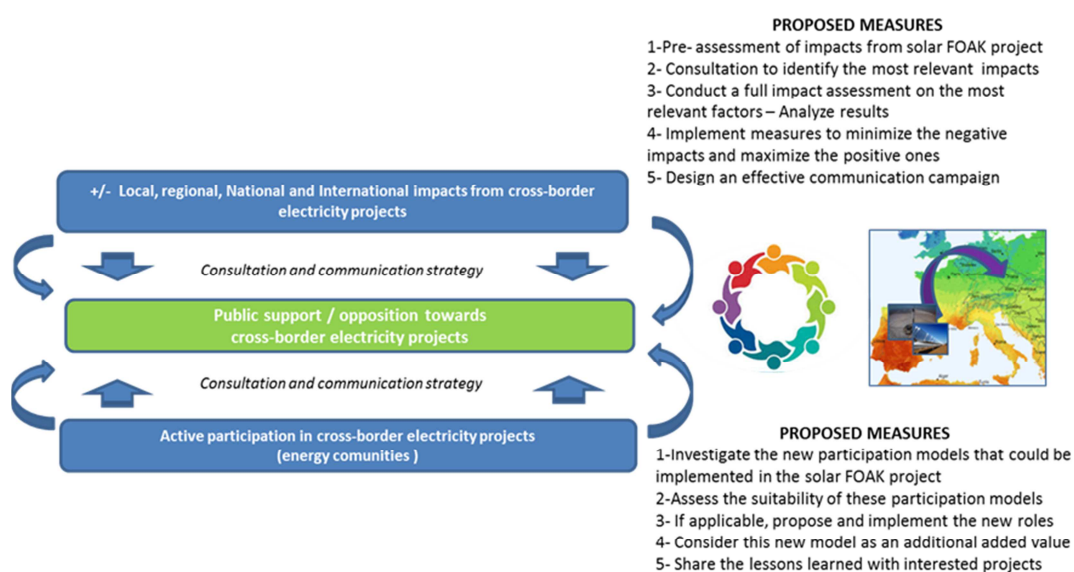 PROPOSED MEASURES
1-Pre- assessment of impacts from solar FOAK project
2- Consultation to identify the most relevant impacts
3- Conduct a full impact assessment on the most
relevant factors – Analyze results
4- Implement measures to minimize the negative
impacts and maximize the positive ones
5- Design an effective communication campaign
+/- Local, regional, National and International impacts from cross-border
electricity projects
Consultation and communication strategy
Public support / opposition towards
cross-border electricity projects
Consultation and communication strategy
Active participation in cross-border electricity projects
(energy comunities )
PROPOSED MEASURES
1-Investigate the new participation models that could be
implemented in the solar FOAK project
2-Assess the suitability of these participation models
3- If applicable, propose and implement the new roles
4- Consider this new model as an additional added value
5- Share the lessons learned with interested projects